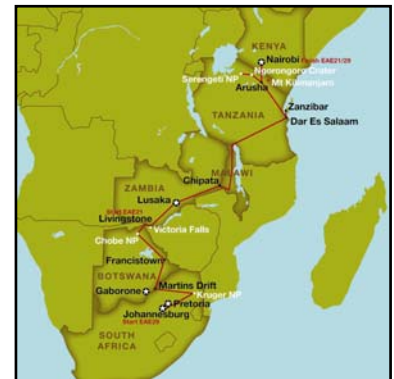 KENYA
Nairobi Finish EAE21/29
Ngorongoro Crater
Serengeti NP
Mt Kilimanjaro
Arusha
Zanzibar
TANZANIA
Dar Es Salaam
MALAWI
Chipata
ZAMBIA
Lusaka
Start EAE21
Livingstone
Victoria Falls
Chobe NP
Francistown
BOTSWANA
Martins Drift
Gaborone
Kruger NP
Pretoria
Johannesburg
Start EAE29
SOUTH
AFRICA